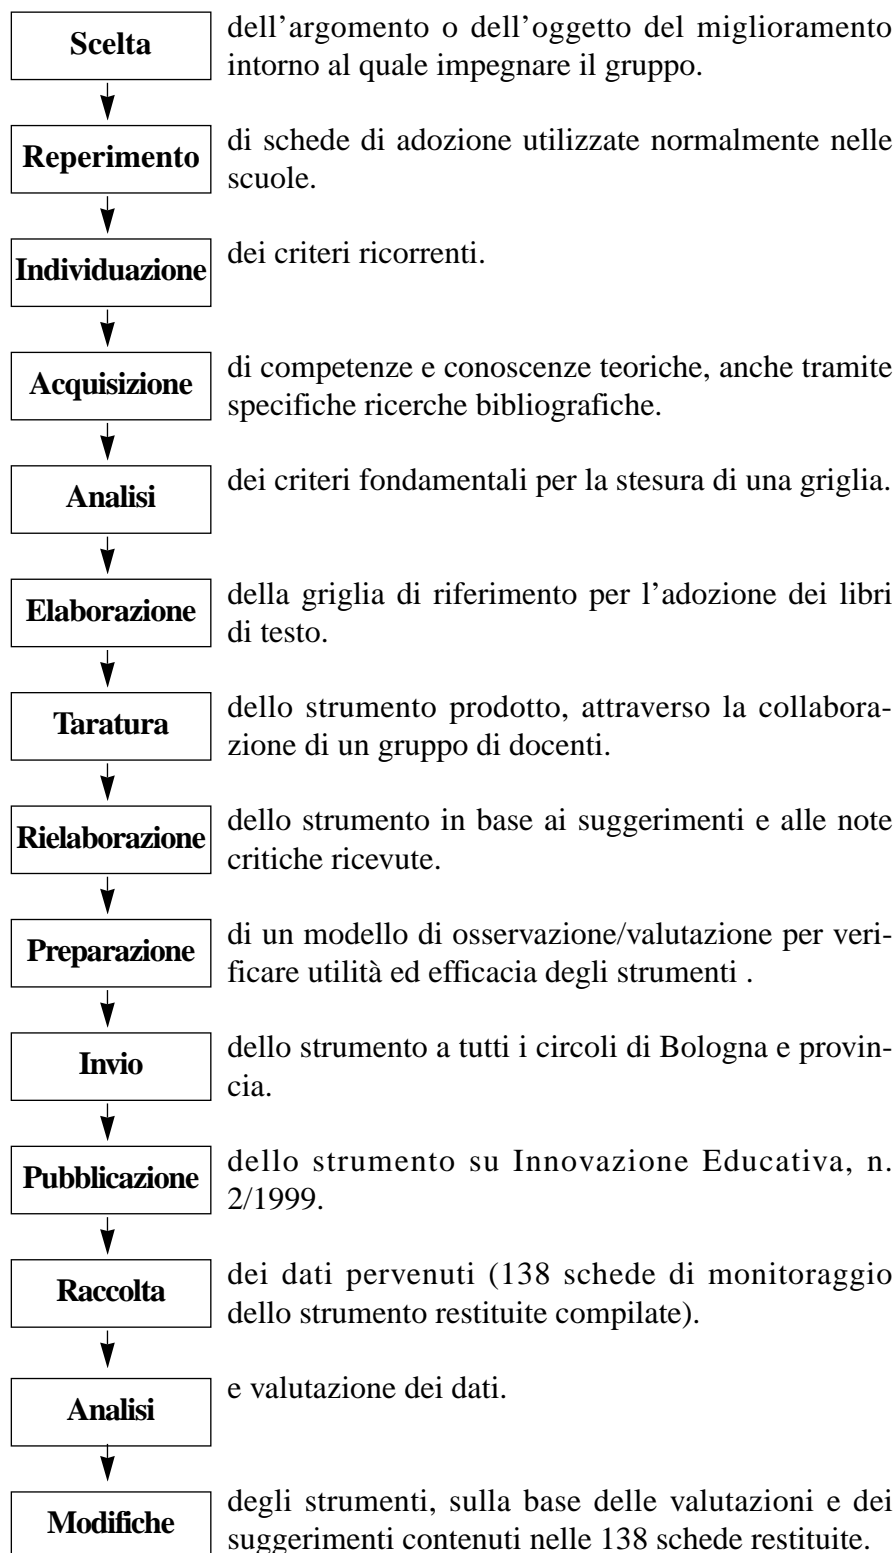 Scelta
dell'argomento o dell'oggetto del miglioramento
intorno al quale impegnare il gruppo.
Reperimento
di schede di adozione utilizzate normalmente nelle
scuole.
Individuazione
dei criteri ricorrenti.
Acquisizione
di competenze e conoscenze teoriche, anche tramite
specifiche ricerche bibliografiche.
Analisi
dei criteri fondamentali per la stesura di una griglia.
Elaborazione
della griglia di riferimento per l'adozione dei libri
di testo.
Taratura
dello strumento prodotto, attraverso la collabora-
zione di un gruppo di docenti.
Rielaborazione
dello strumento in base ai suggerimenti e alle note
critiche ricevute.
Preparazione
di un modello di osservazione/valutazione per veri-
ficare utilità ed efficacia degli strumenti .
Invio
dello strumento a tutti i circoli di Bologna e provin-
cia.
Pubblicazione
dello strumento su Innovazione Educativa, n.
2/1999.
Raccolta
dei dati pervenuti (138 schede di monitoraggio
dello strumento restituite compilate).
Analisi
e valutazione dei dati.
Modifiche
degli strumenti, sulla base delle valutazioni e dei
suggerimenti contenuti nelle 138 schede restituite.